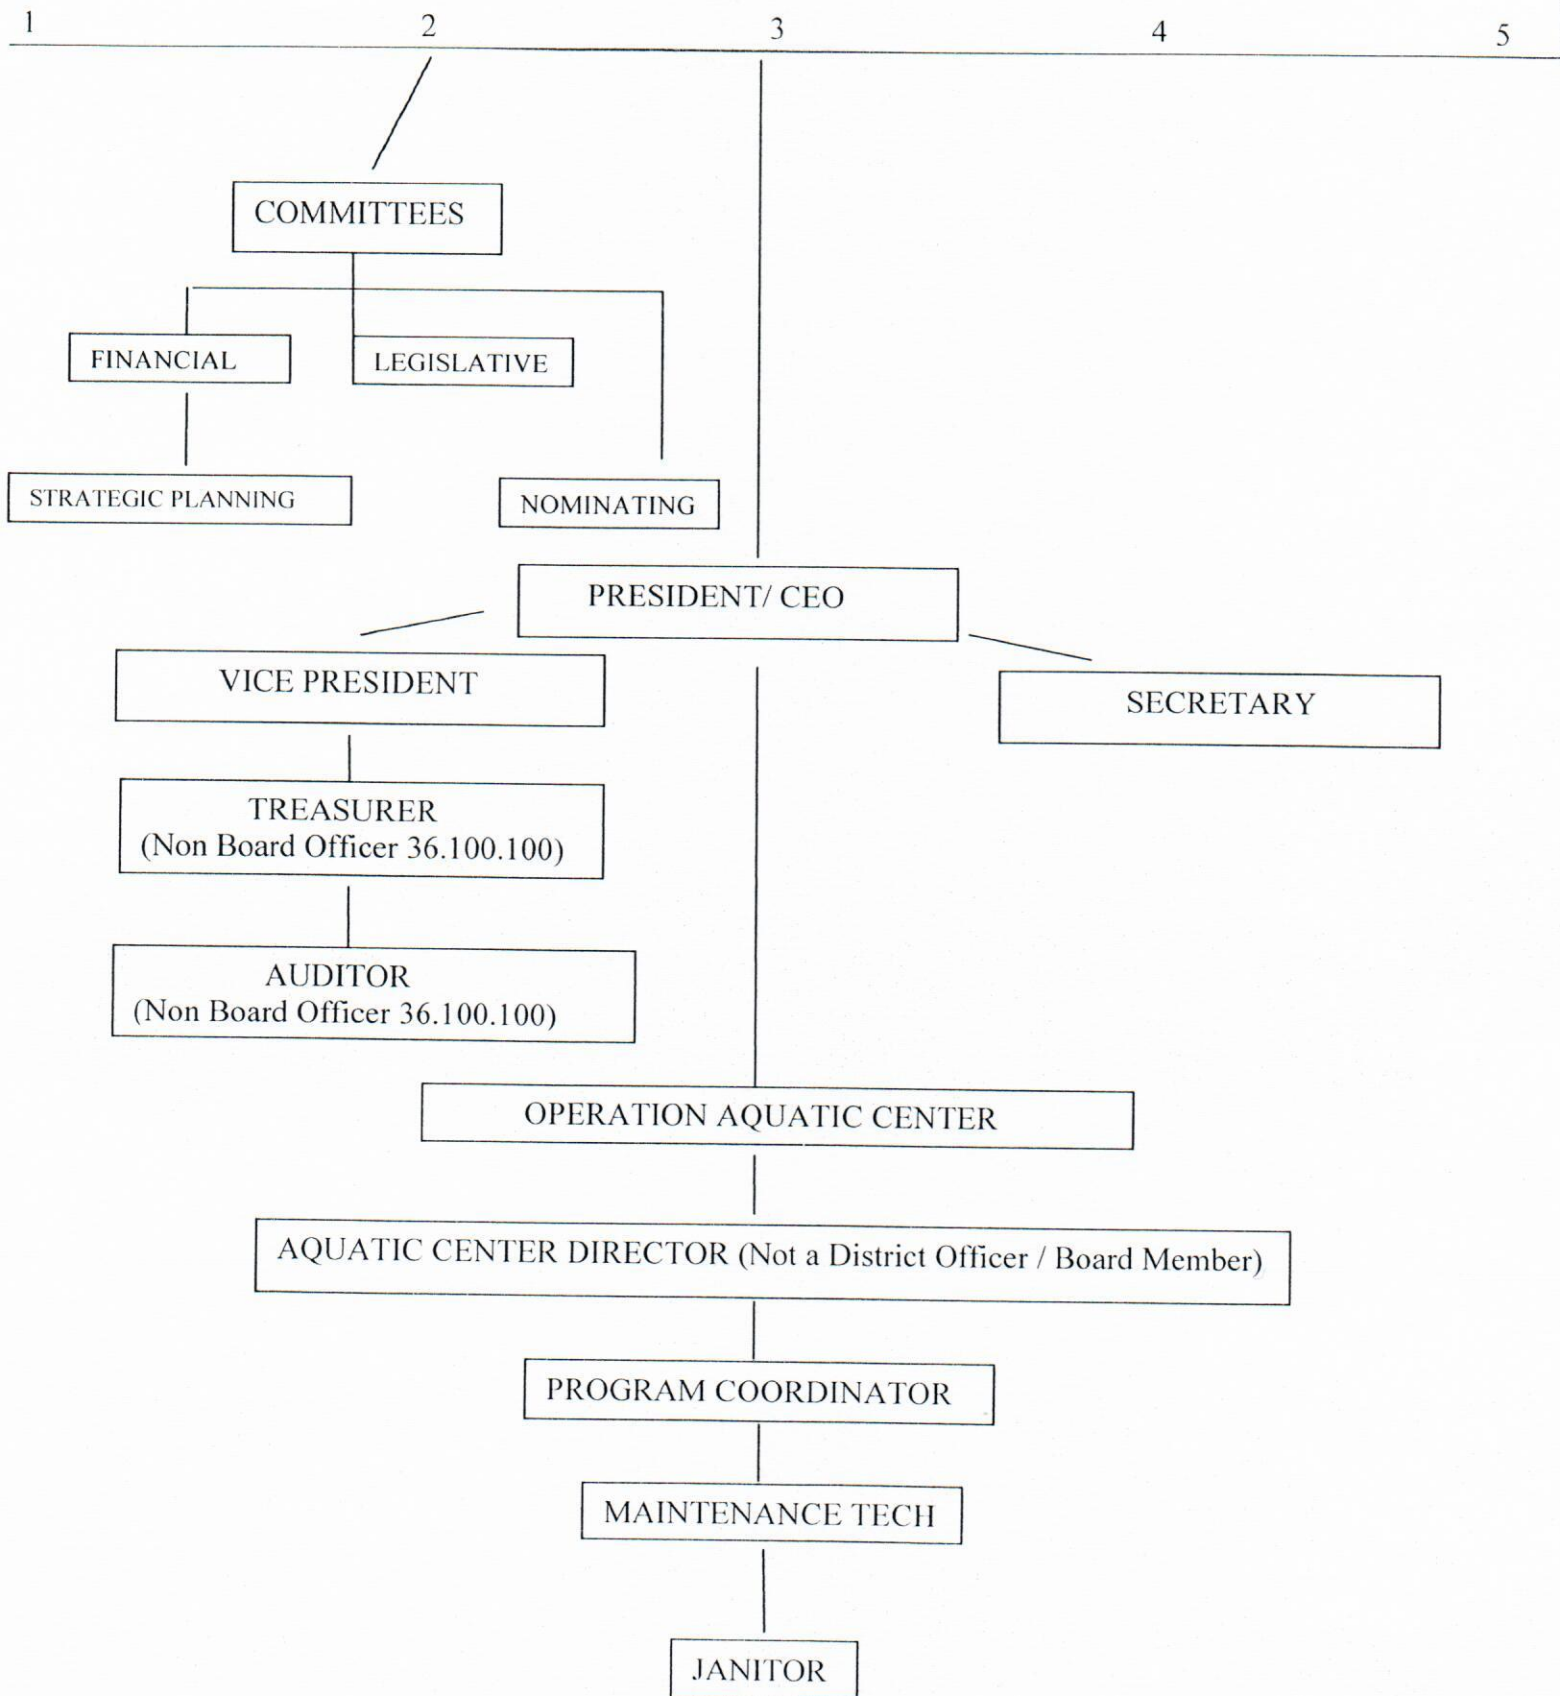 1 2 3 4 5
COMMITTEES
FINANCIAL
LEGISLATIVE
STRATEGIC PLANNING
NOMINATING
PRESIDENT/ CEO
VICE PRESIDENT
SECRETARY
TREASURER
(Non Board Officer 36.100.100)
AUDITOR
(Non Board Officer 36.100.100)
OPERATION AQUATIC CENTER
AQUATIC CENTER DIRECTOR (Not a District Officer / Board Member)
PROGRAM COORDINATOR
MAINTENANCE TECH
JANITOR